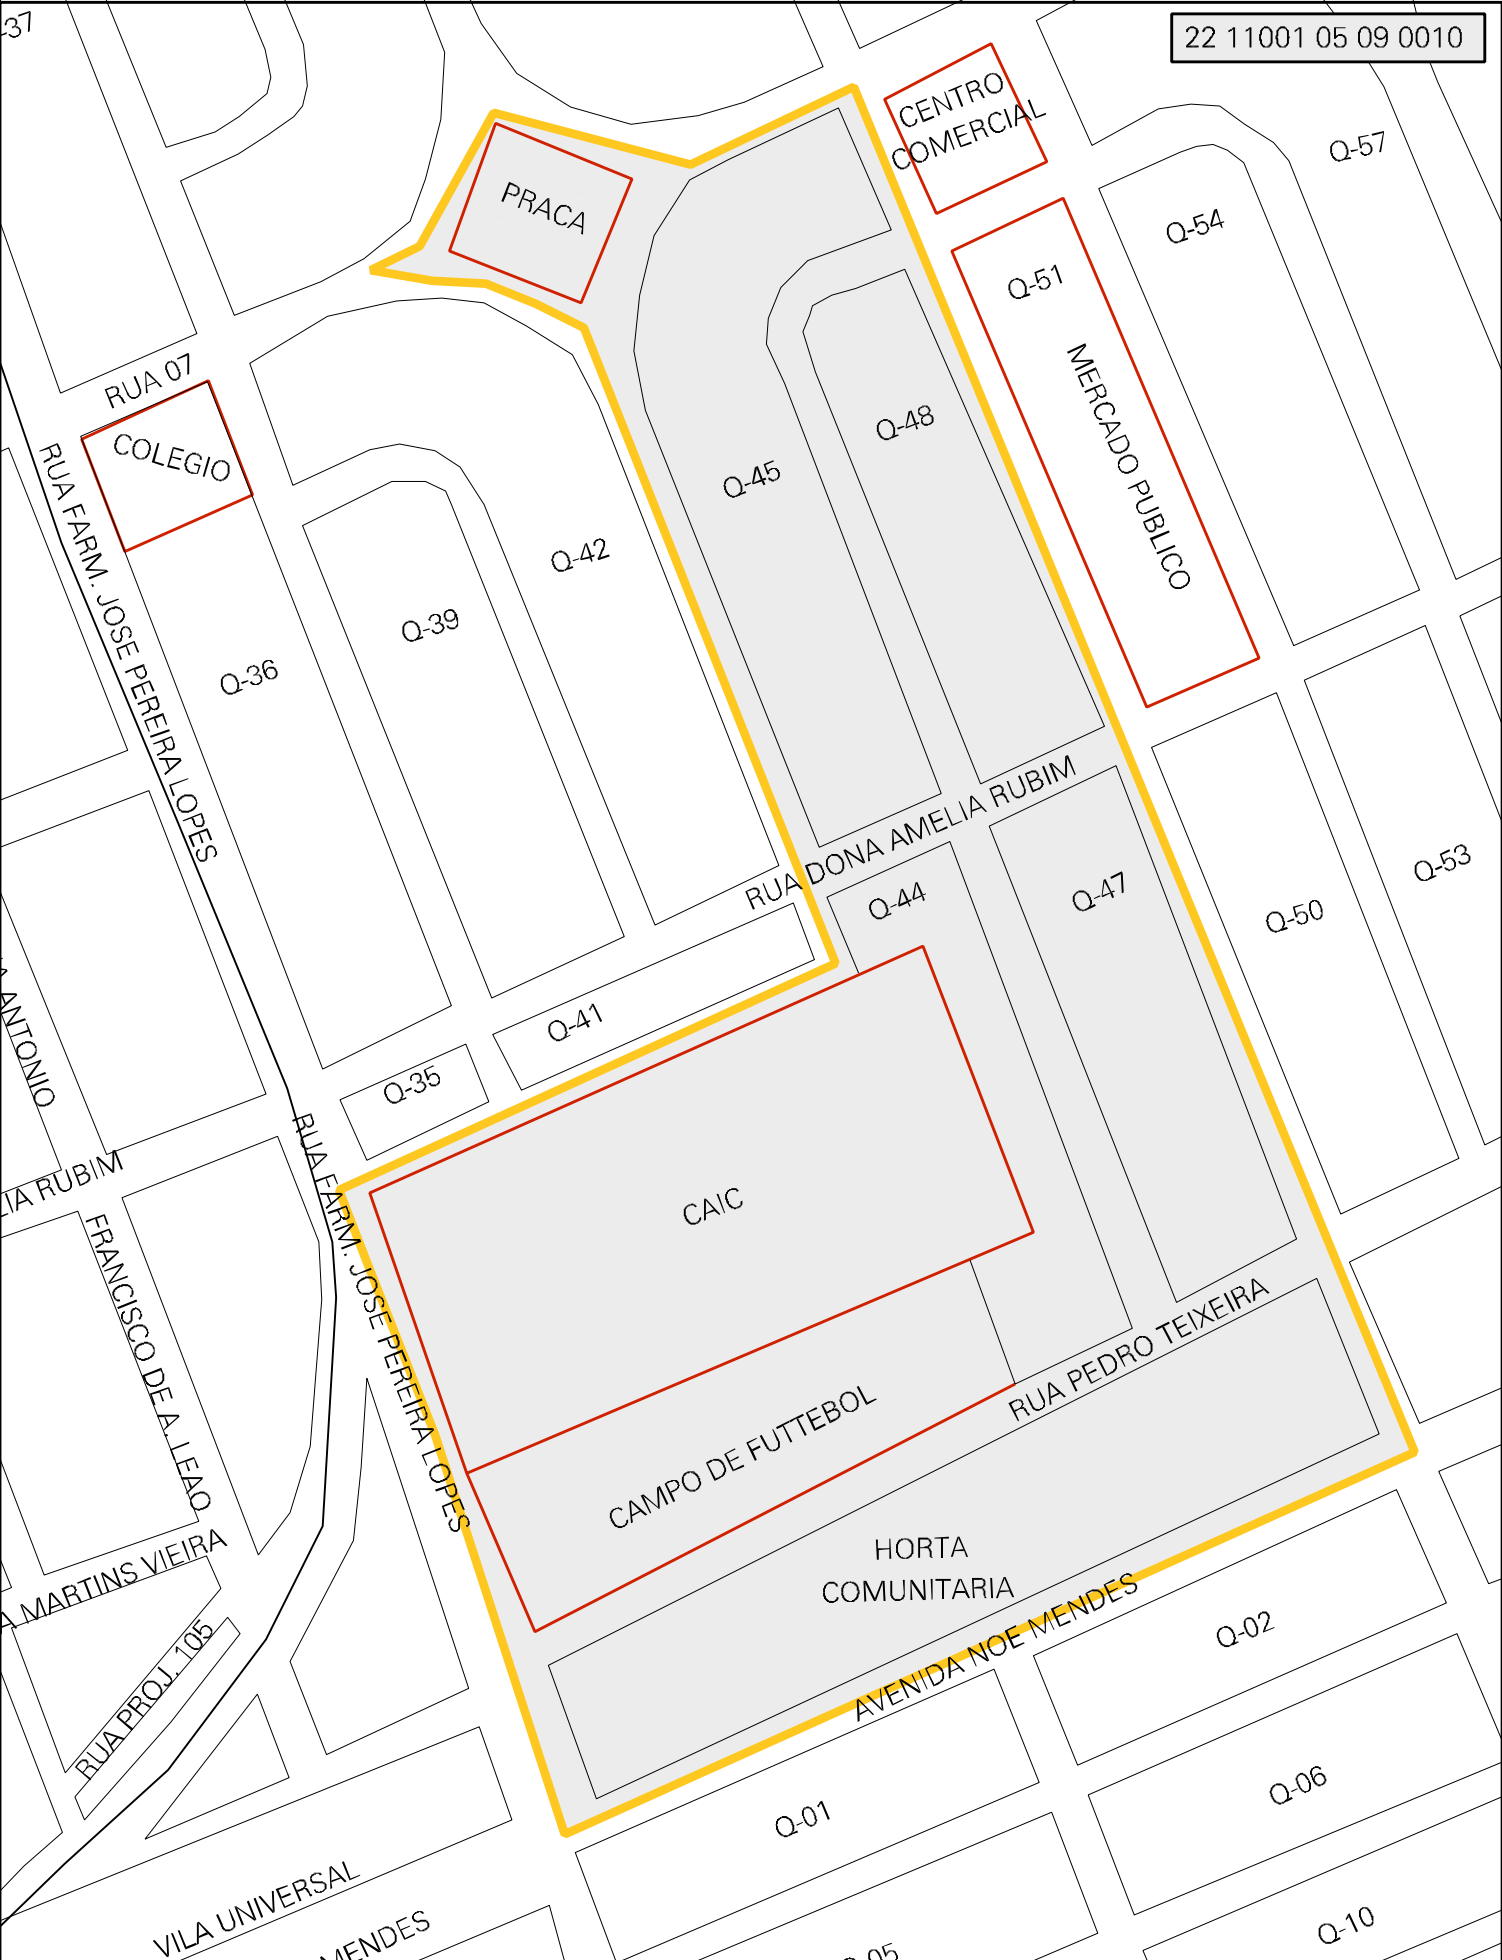 -37
22 11001 05 09 0010
CENTRO
COMERCIAL
Q-57
PRACA
Q-54
Q-51
RUA 07
COLEGIO
MERCADO PUBLICO
Q-48
Q-45
RUA FARM. JOSE PEREIRA LOPES
Q-42
Q-39
Q-36
RUA DONA AMELIA RUBIM
Q-44
Q-47
Q-53
Q-50
ANTONIO
Q-41
Q-35
RUA FARM. JOSE PEREIRA LOPES
LIA RUBIM
CAIC
FRANCISCO DE A. LEAO
RUA PEDRO TEIXEIRA
CAMPO DE FUTTEBOL
HORTA
COMUNITARIA
A MARTINS VIEIRA
AVENIDA NOE MENDES
Q-02
RUA PROJ. 105
Q-06
Q-01
VILA UNIVERSAL
MENDES
Q-10